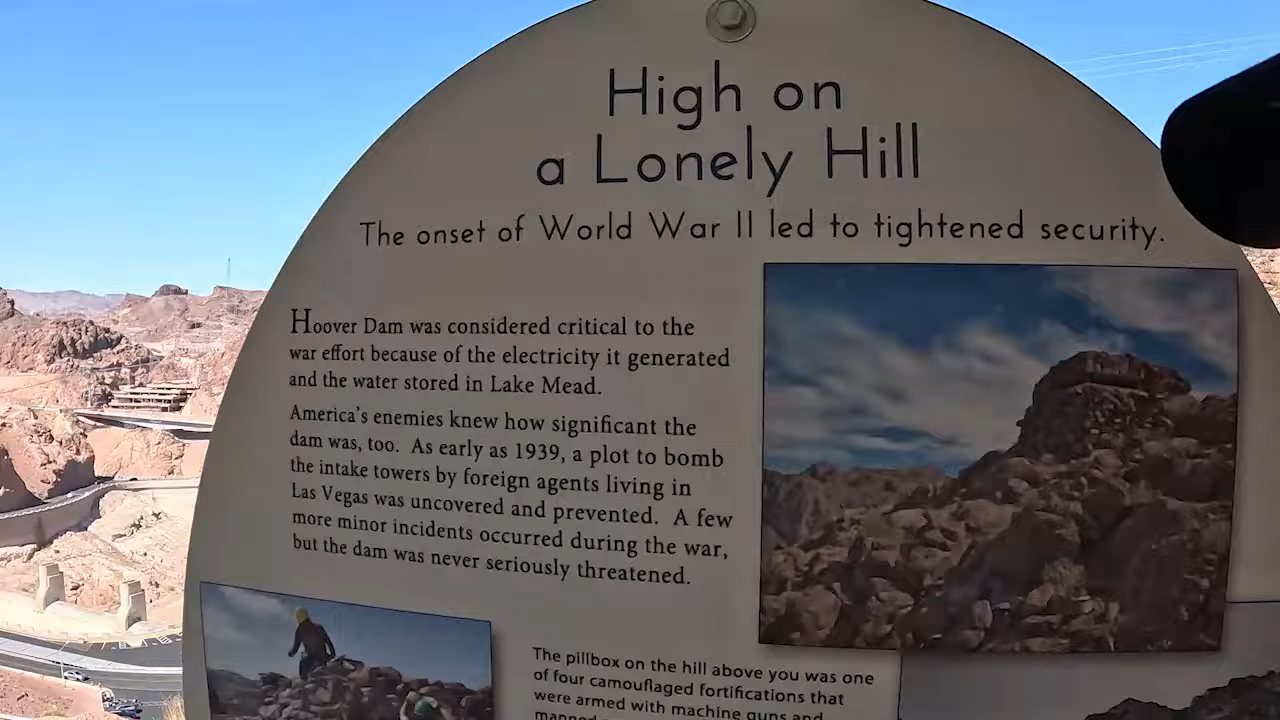 High on
a Lonely Hill
The onset of World War II led to tightened security.
Hoover Dam was considered critical to the
war effort because of the electricity it generated
and the water stored in Lake Mead.
America's enemies knew how significant the
dam was, too. As early as 1939, a plot to bomb
the intake towers by foreign agents living in
Las Vegas was uncovered and prevented. A few
more minor incidents occurred during the war,
but the dam was never seriously threatened.
The pillbox on the hill above you was one
of four camouflaged fortifications that
were armed with machine guns and